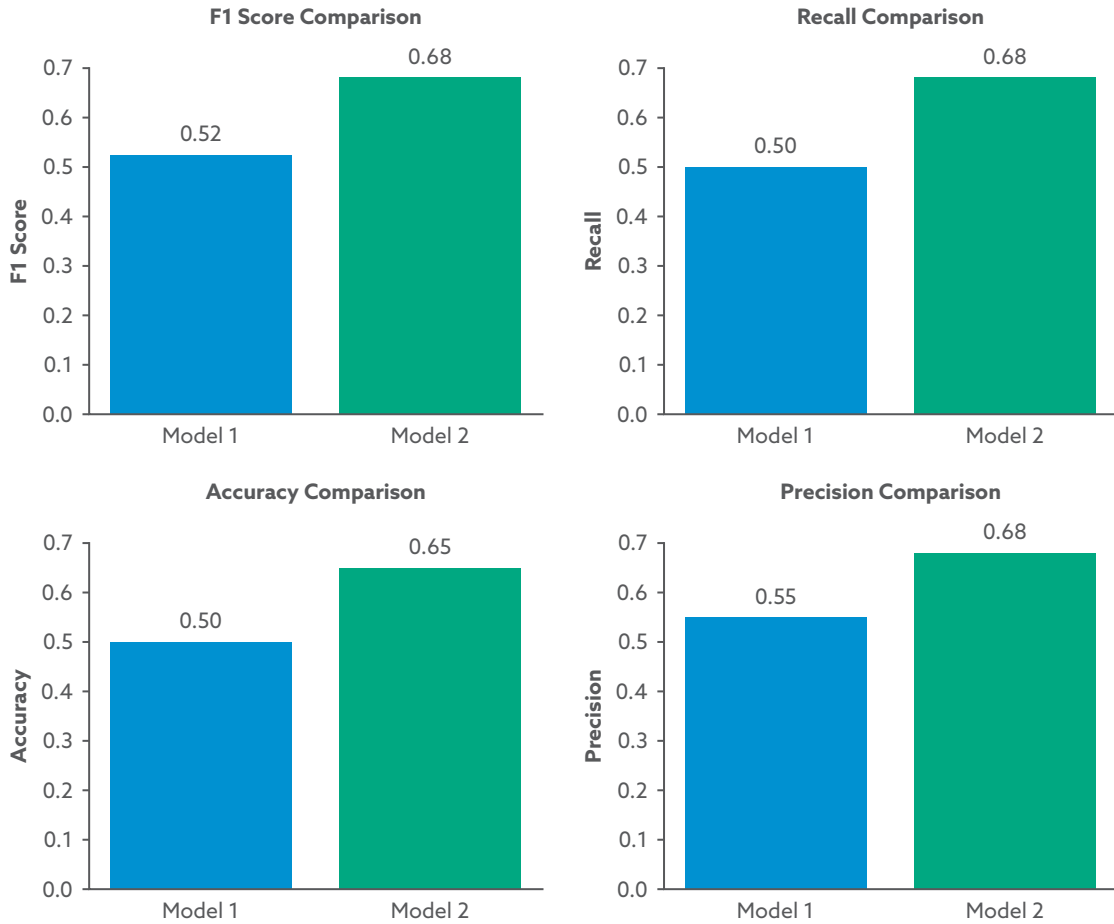 F1 Score Comparison
F1 Score
0.7
0.6
0.5
0.4
0.3
0.2
0.1
0.0
0.52
0.68
Model 1
Model 2
Recall Comparison
Recall
0.7
0.6
0.5
0.4
0.3
0.2
0.1
0.0
0.50
0.68
Model 1
Model 2
Accuracy Comparison
Accuracy
0.7
0.6
0.5
0.4
0.3
0.2
0.1
0.0
0.50
0.65
Model 1
Model 2
Precision Comparison
Precision
0.7
0.6
0.5
0.4
0.3
0.2
0.1
0.0
0.55
0.68
Model 1
Model 2